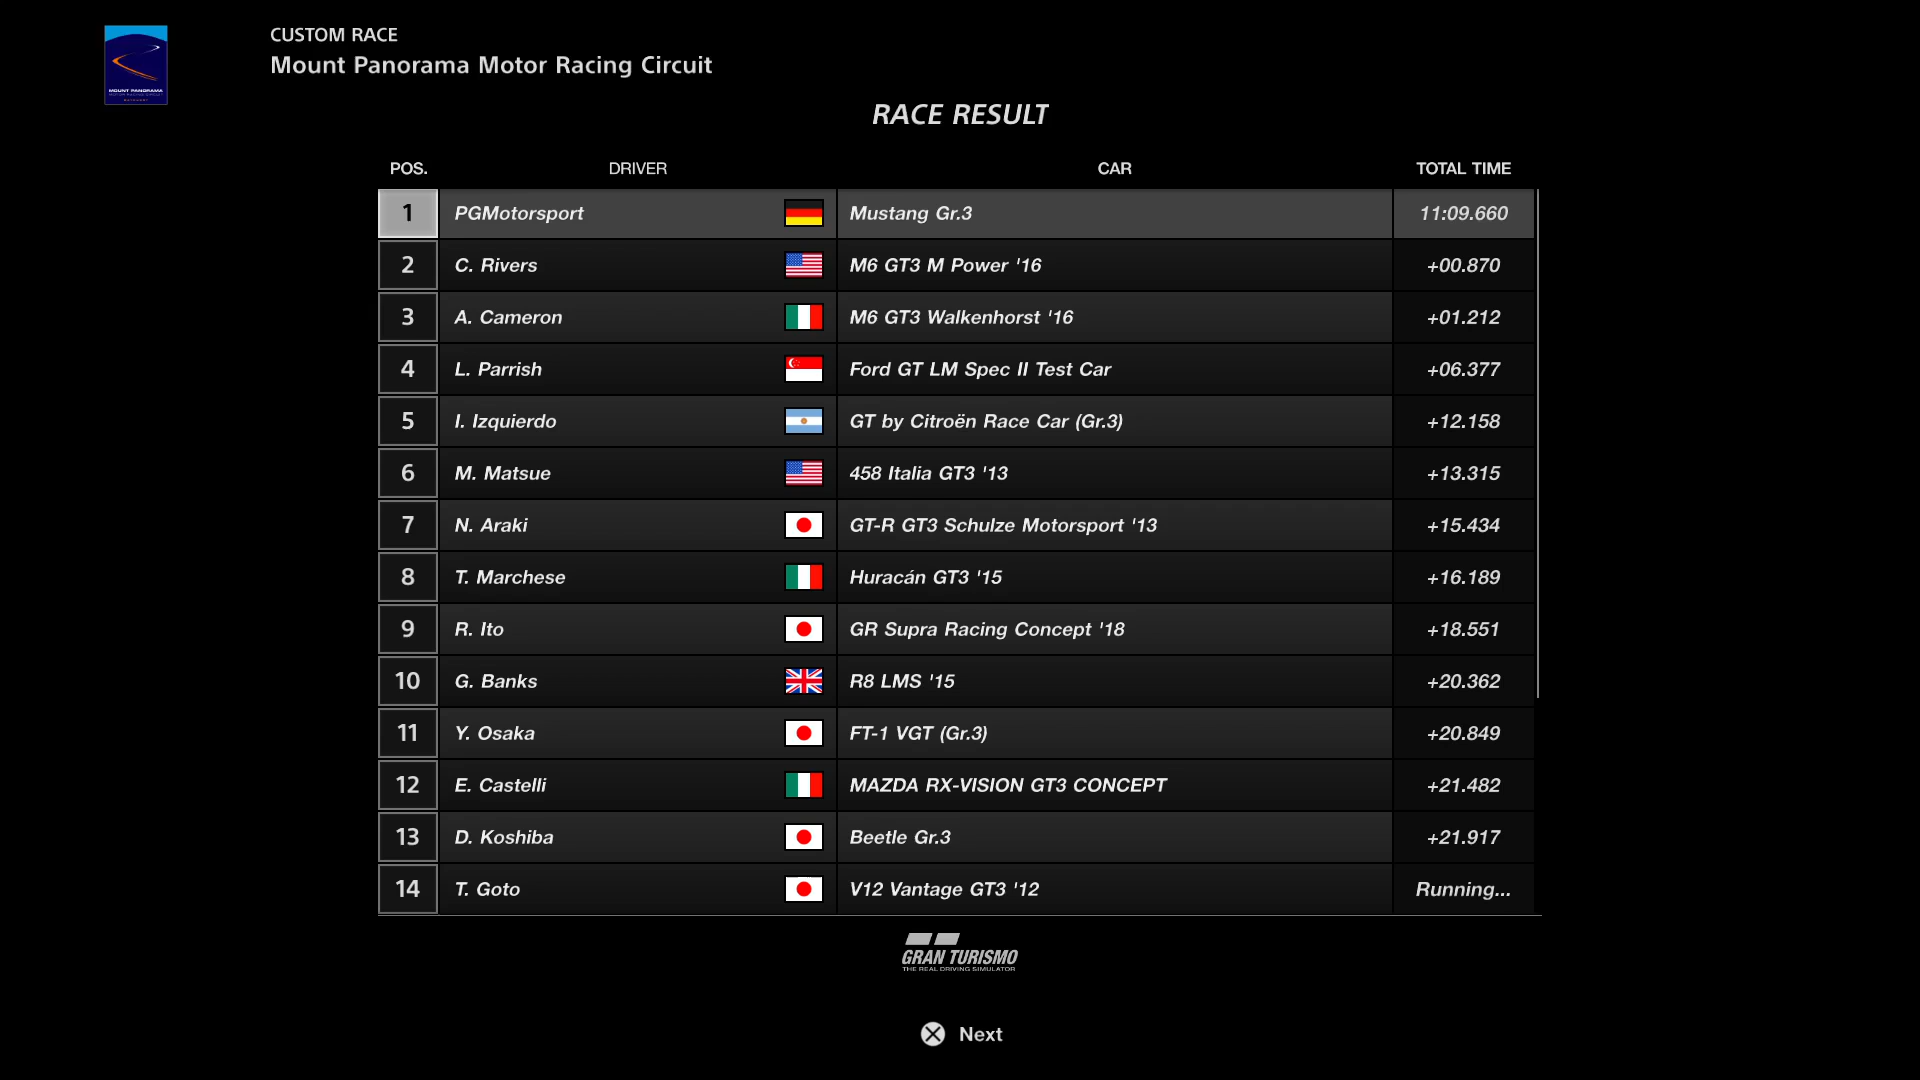 CUSTOM RACE
Mount Panorama Motor Racing Circuit
MOUNT PANORAMA
RACE RESULT
POS. DRIVER CAR TOTAL TIME
1 PGMotorsport Mustang Gr.3 11:09.660
2 C. Rivers M6 GT3 M Power '16 +00.870
3 A. Cameron M6 GT3 Walkenhorst '16 +01.212
4 L. Parrish Ford GT LM Spec II Test Car +06.377
5 I. Izquierdo GT by Citroën Race Car (Gr.3) +12.158
6 M. Matsue 458 Italia GT3 '13 +13.315
7 N. Araki GT-R GT3 Schulze Motorsport '13 +15.434
8 T. Marchese Huracán GT3 '15 +16.189
9 R. Ito GR Supra Racing Concept '18 +18.551
10 G. Banks R8 LMS '15 +20.362
11 Y. Osaka FT-1 VGT (Gr.3) +20.849
12 E. Castelli MAZDA RX-VISION GT3 CONCEPT +21.482
13 D. Koshiba Beetle Gr.3 +21.917
14 T. Goto V12 Vantage GT3 '12 Running...
GRAN TURISMO
THE REAL DRIVING SIMULATOR
Next